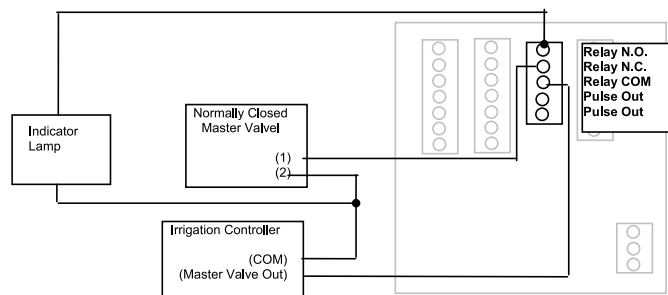 Relay N.O.
Relay N.C.
Relay COM
Pulse Out
Pulse Out
Normally Closed
Master Valvel
(1)
(2)
Indicator
Lamp
Irrigation Controller
(COM)
(Master Valve Out)